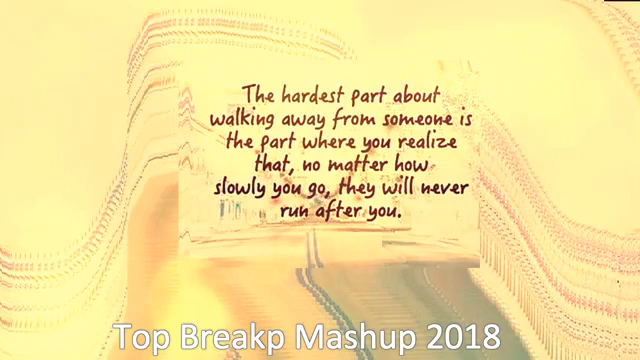 The hardest part about
walking away from someone is
the part where you realize
that, no matter how
slowly you go, they will never
run after you.
Top Breakp Mashup 2018